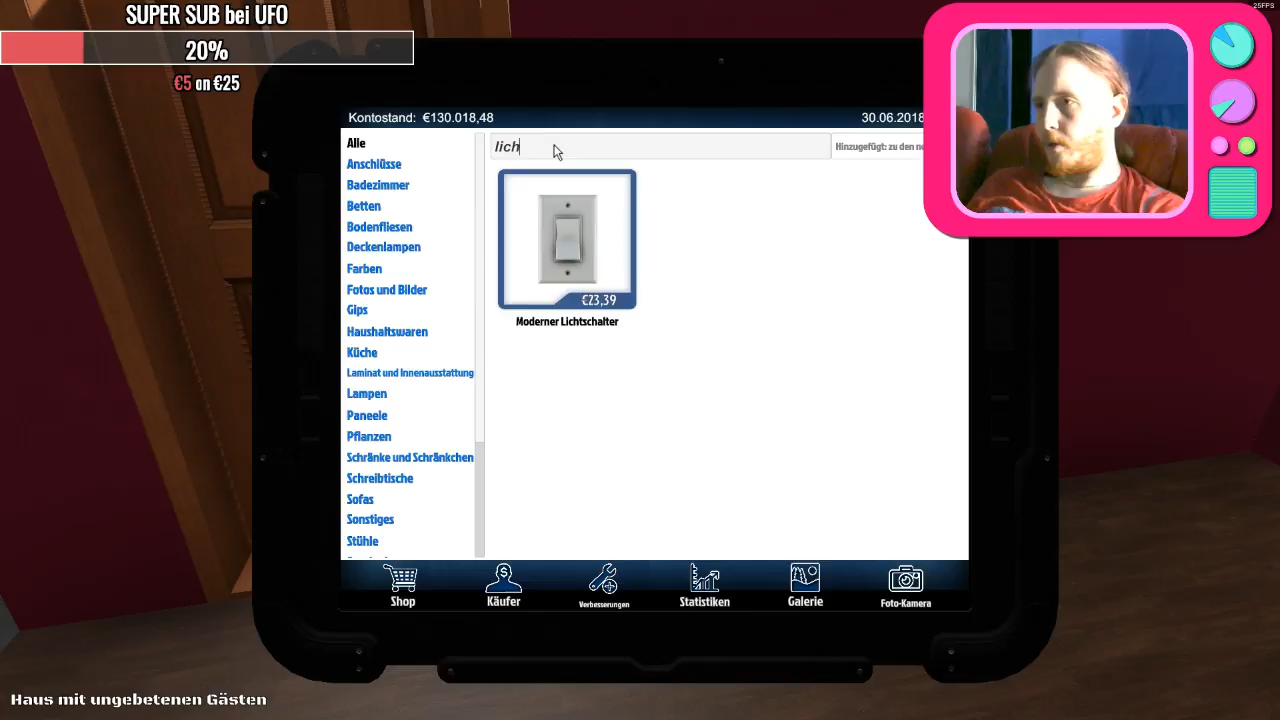 SUPER SUB bei UFO
20%
€5 on €25
25FPS
Kontostand: €130.018,48
30.06.2018
Alle
Anschlüsse
Badezimmer
Betten
Bodenfliesen
Deckenlampen
Farben
Fotos und Bilder
Gips
Haushaltswaren
Küche
Laminat und Innenausstattung
Lampen
Paneele
Pflanzen
Schränke und Schränkchen
Schreibtische
Sofas
Sonstiges
Stühle
lich
Hinzugefügt: zu den
€23,39
Moderner Lichtschalter
Shop
Käufer
Verbesserungen
Statistiken
Galerie
Foto-Kamera
Haus mit ungebetenen Gästen